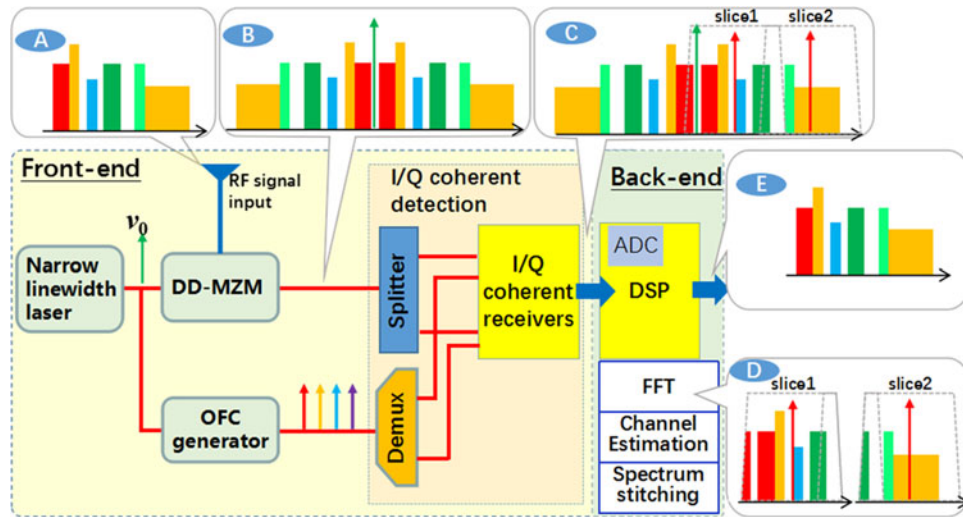 A
B
C
slice1
slice2
Front-end
RF signal
input
I/Q coherent
detection
Back-end
E
ν0
Narrow
linewidth
laser
DD-MZM
Splitter
I/Q
coherent
receivers
ADC
DSP
OFC
generator
Demux
FFT
Channel
Estimation
Spectrum
stitching
D
slice1
slice2